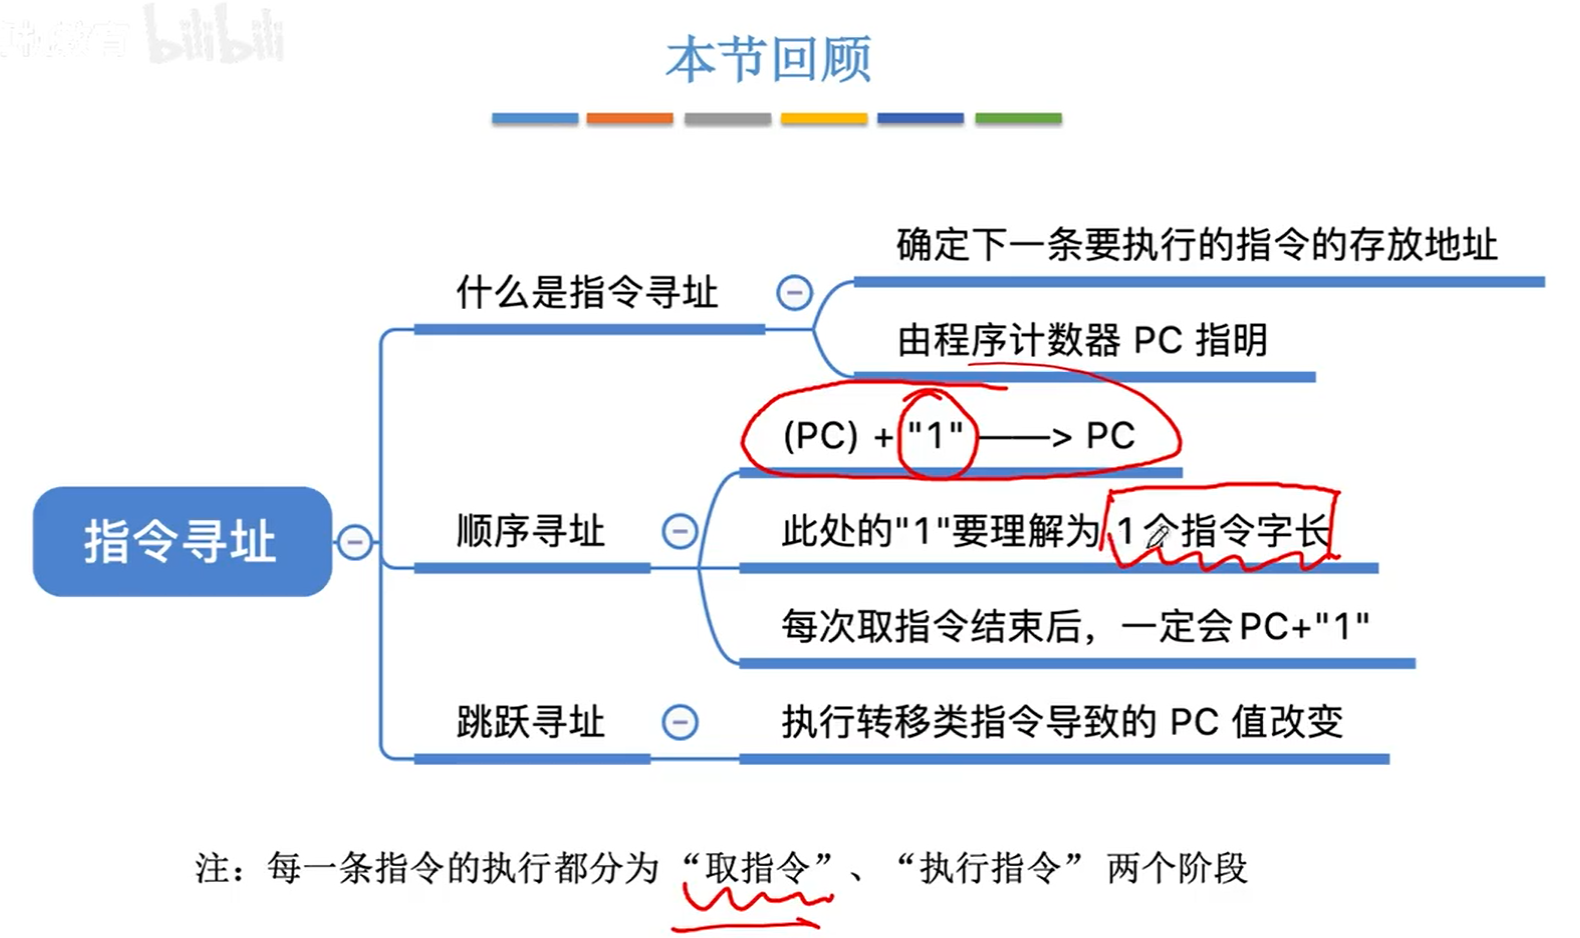 bilibili
本节回顾
确定下一条要执行的指令的存放地址
什么是指令寻址
由程序计数器 PC 指明
(PC) + "1" ——> PC
顺序寻址
此处的"1"要理解为 1个指令字长
指令寻址
每次取指令结束后，一定会PC+"1"
跳跃寻址
执行转移类指令导致的 PC 值改变
注：每一条指令的执行都分为“取指令”、“执行指令”两个阶段